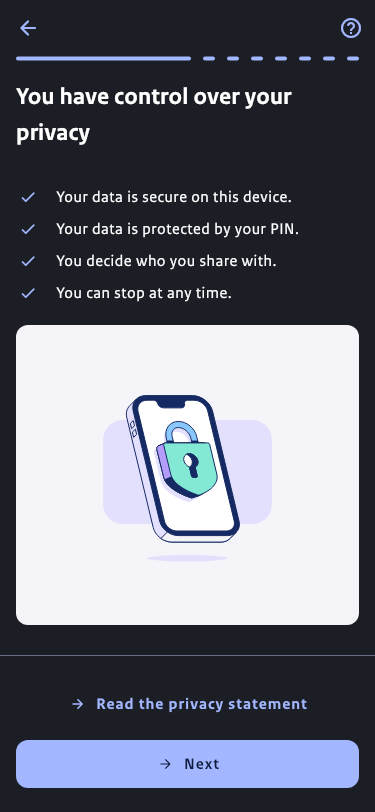 You have control over your
privacy
Your data is secure on this device.
Your data is protected by your PIN.
You decide who you share with.
You can stop at any time.
Read the privacy statement
Next